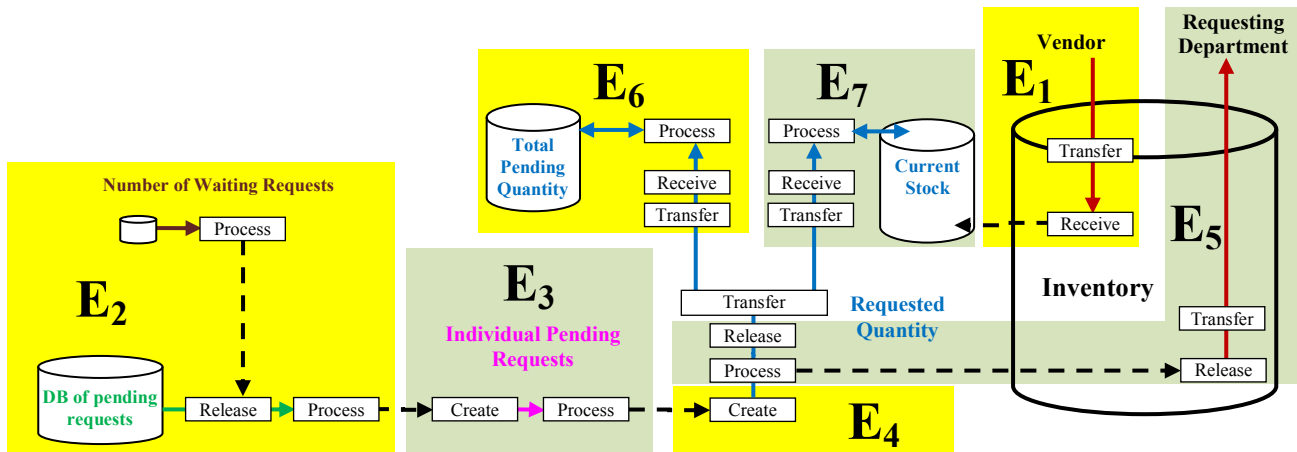 Requesting
Department
Vendor
E1
E6
E7
Process
Process
Total
Pending
Quantity
Current
Stock
Transfer
Receive
Receive
Number of Waiting Requests
Transfer
Transfer
Process
Receive
E5
E2
E3
Inventory
Transfer
Requested
Quantity
Transfer
Individual Pending
Requests
Release
Process
Release
DB of pending
requests
Release
Process
Create
Process
Create
E4